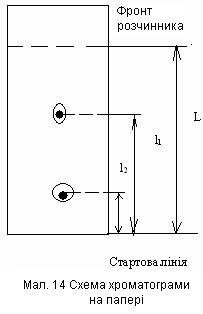 Фронт
розчинника
L
l1
l2
Стартова лінія
Мал. 14 Схема хроматограми
на папері